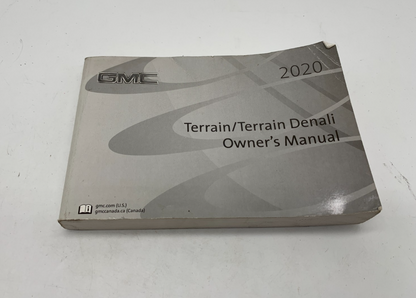 GMC
2020
Terrain/Terrain Denali
Owner's Manual
gmc.com (U.S.)
gmccanada.ca (Canada)